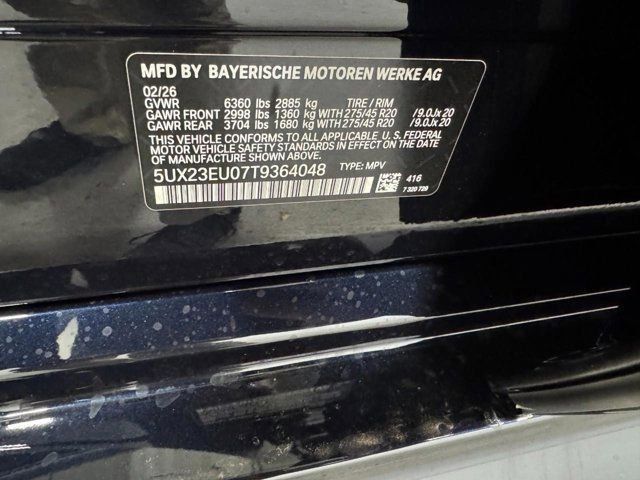 MFD BY BAYERISCHE MOTOREN WERKE AG
02/26
GVWR 6360 lbs 2885 kg TIRE / RIM
GAWR FRONT 2998 lbs 1360 kg WITH 275/45 R20 /9.0Jx 20
GAWR REAR 3704 lbs 1680 kg WITH 275/45 R20 /9.0Jx 20
THIS VEHICLE CONFORMS TO ALL APPLICABLE U. S. FEDERAL
MOTOR VEHICLE SAFETY STANDARDS IN EFFECT ON THE
DATE OF MANUFACTURE SHOWN ABOVE.
5UX23EU07T9364048 TYPE: MPV
416
7 320 729